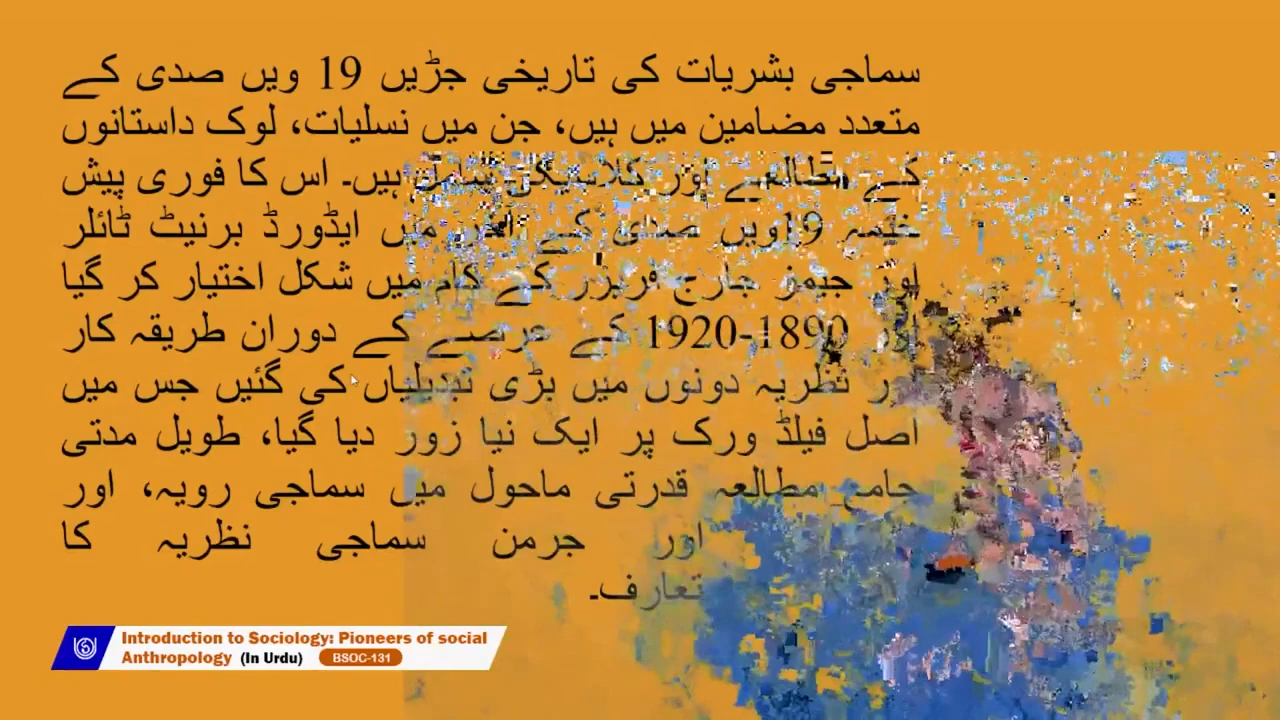 سماجی بشریات کی تاریخی جڑیں 19 ویں صدی کے
متعدد مضامین میں ہیں، جن میں نسلیات، لوک داستانوں
کے مطالعے اور کلاسیکی شامل ہیں۔ اس کا فوری پیش
خیمہ 19ویں صدی کے آخر میں ایڈورڈ برنیٹ ٹائلر
اور جیمز جارج فریزر کے کام میں شکل اختیار کر گیا
اور 1890-1920 کے عرصے کے دوران طریقہ کار
اور نظریہ دونوں میں بڑی تبدیلیاں کی گئیں جس میں
اصل فیلڈ ورک پر ایک نیا زور دیا گیا، طویل مدتی
جامع مطالعہ قدرتی ماحول میں سماجی رویہ، اور
اور جرمن سماجی نظریہ کا
تعارف۔
Introduction to Sociology: Pioneers of social
Anthropology (In Urdu) BSOC-131